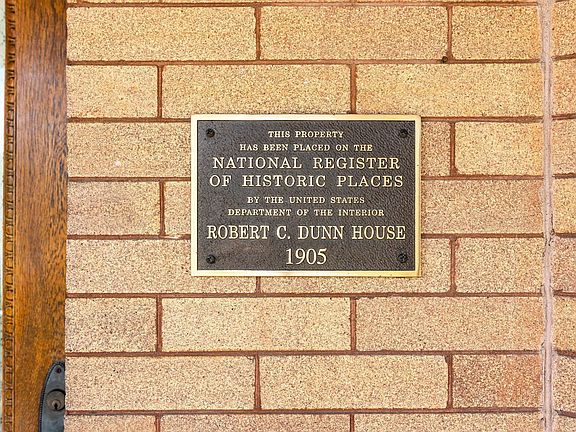 THIS PROPERTY
HAS BEEN PLACED ON THE
NATIONAL REGISTER
OF HISTORIC PLACES
BY THE UNITED STATES
DEPARTMENT OF THE INTERIOR
ROBERT C. DUNN HOUSE
1905